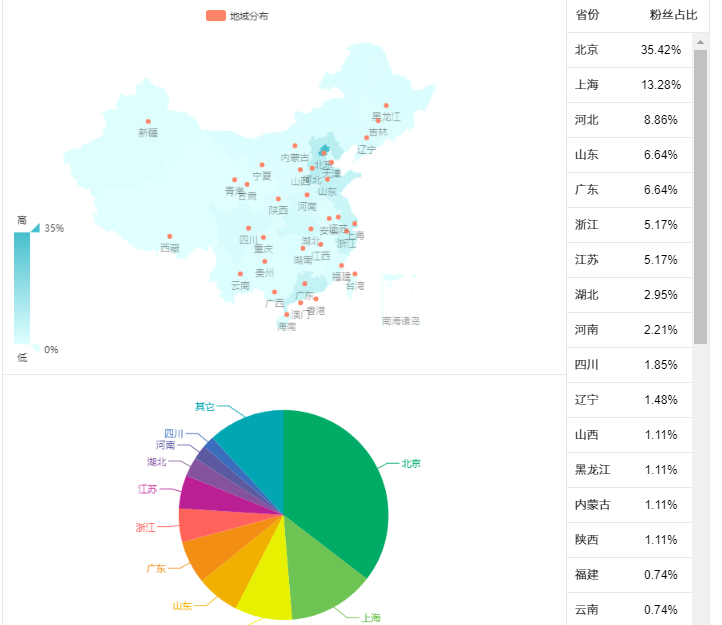 地域分布
黑龙江
吉林
辽宁
新疆
内蒙古
北京
天津
宁夏
山西
河北
青海
甘肃
山东
陕西
河南
江苏
安徽
上海
四川
湖北
浙江
重庆
江西
西藏
湖南
贵州
福建
云南
台湾
广东
广西
香港
澳门
海南
南海诸岛
高
35%
0%
低
其它
四川
河南
湖北
江苏
浙江
广东
山东
北京
上海
省份 粉丝占比
北京 35.42%
上海 13.28%
河北 8.86%
山东 6.64%
广东 6.64%
浙江 5.17%
江苏 5.17%
湖北 2.95%
河南 2.21%
四川 1.85%
辽宁 1.48%
山西 1.11%
黑龙江 1.11%
内蒙古 1.11%
陕西 1.11%
福建 0.74%
云南 0.74%